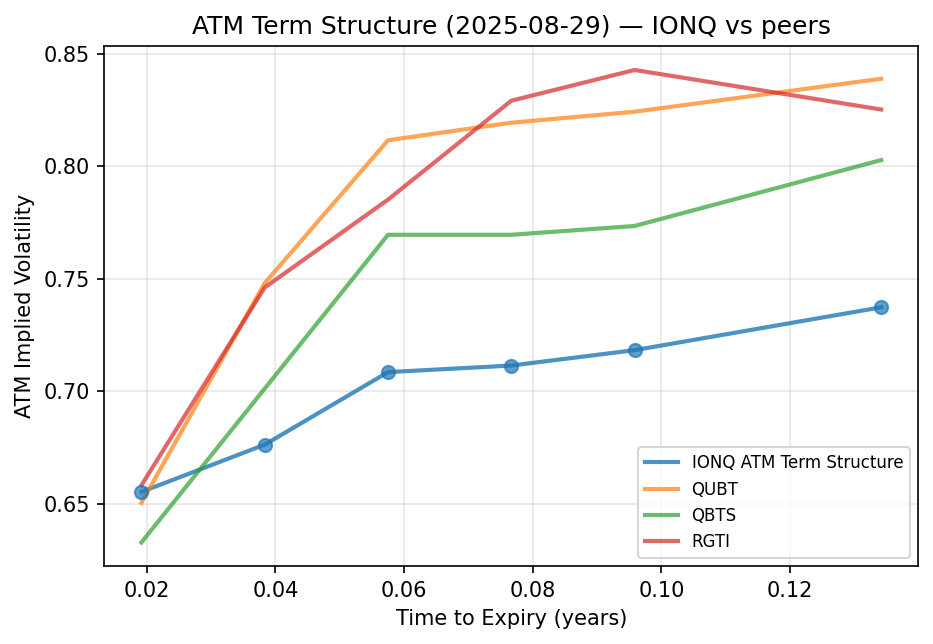 ATM Term Structure (2025-08-29) — IONQ vs peers
0.85
0.80
0.75
0.70
0.65
ATM Implied Volatility
IONQ ATM Term Structure
QUBT
QBTS
RGTI
0.02
0.04
0.06
0.08
0.10
0.12
Time to Expiry (years)